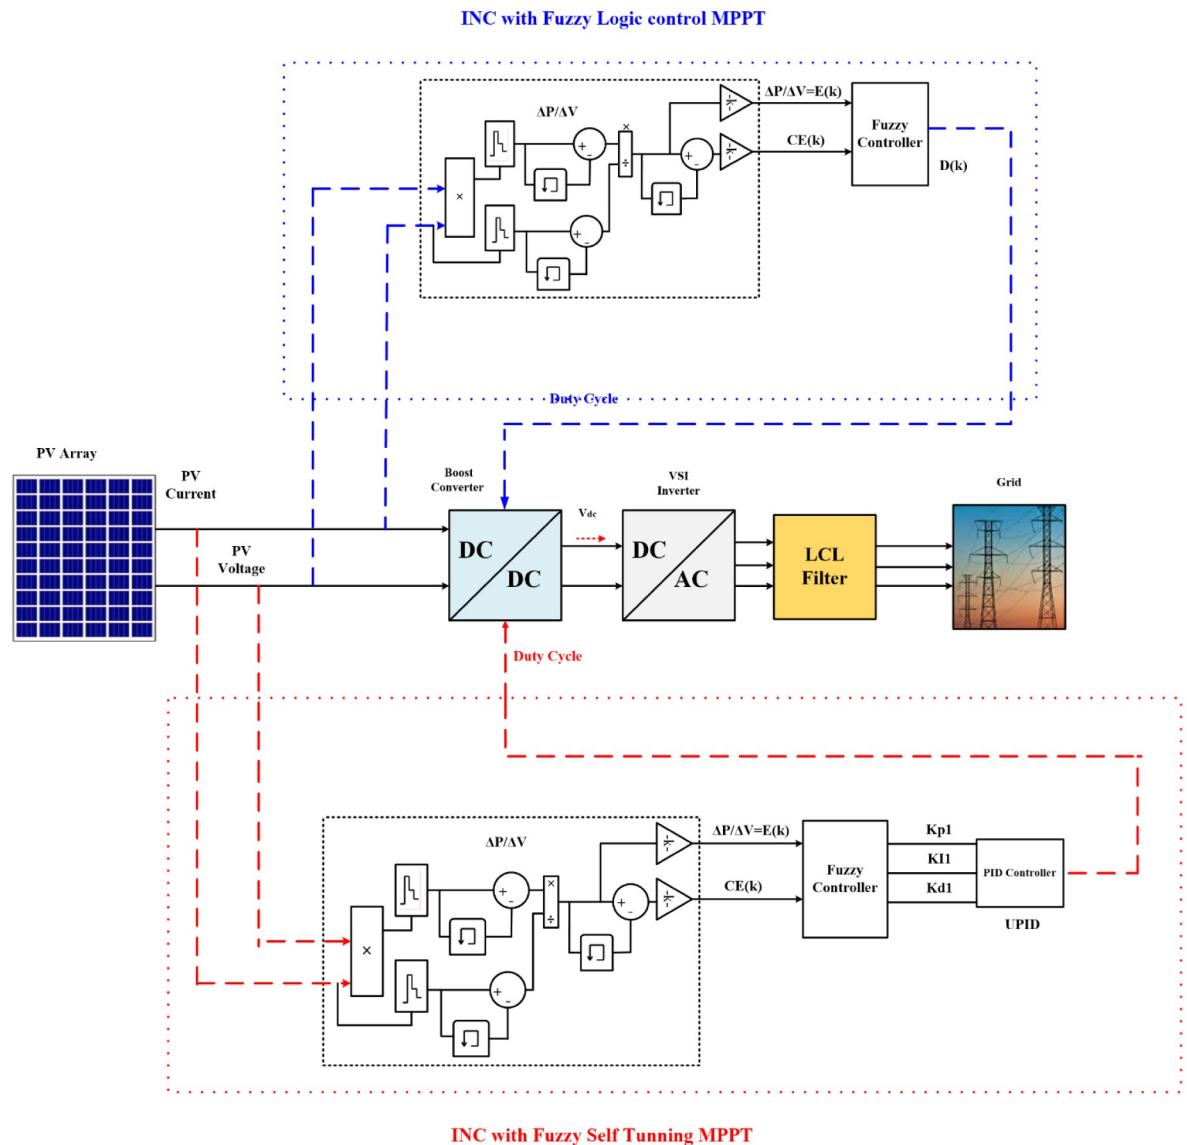 INC with Fuzzy Logic control MPPT
ΔP/ΔV
ΔP/ΔV=E(k)
CE(k)
Fuzzy
Controller
D(k)
×
×
÷
+
-
+
-
+
-
-K-
-K-
Duty Cycle
PV Array
PV
Current
PV
Voltage
Boost
Converter
DC
DC
Vdc
VSI
Inverter
DC
AC
LCL
Filter
Grid
Duty Cycle
ΔP/ΔV
ΔP/ΔV=E(k)
CE(k)
Fuzzy
Controller
Kp1
KI1
Kd1
PID Controller
UPID
×
×
÷
+
-
+
-
+
-
-K-
-K-
INC with Fuzzy Self Tunning MPPT